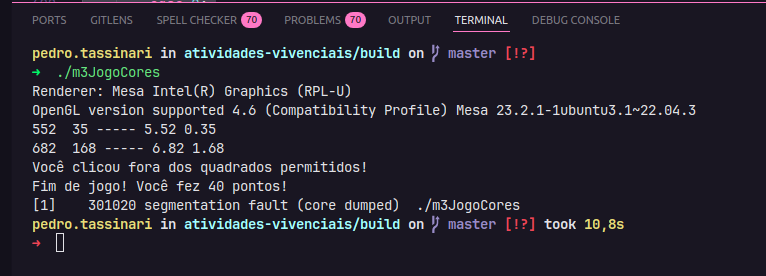 PORTS GITLENS SPELL CHECKER 70 PROBLEMS 70 OUTPUT TERMINAL DEBUG CONSOLE
pedro.tassinari in atividades-vivenciais/build on master [!?]
➜ ./m3JogoCores
Renderer: Mesa Intel(R) Graphics (RPL-U)
OpenGL version supported 4.6 (Compatibility Profile) Mesa 23.2.1-1ubuntu3.1~22.04.3
552 35 ----- 5.52 0.35
682 168 ----- 6.82 1.68
Você clicou fora dos quadrados permitidos!
Fim de jogo! Você fez 40 pontos!
[1] 301020 segmentation fault (core dumped) ./m3JogoCores
pedro.tassinari in atividades-vivenciais/build on master [!?] took 10,8s
➜